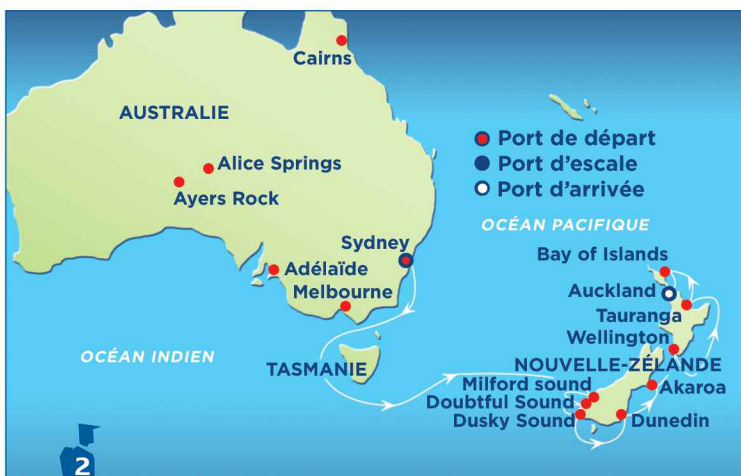 Cairns
AUSTRALIE
Alice Springs
Ayers Rock
Port de départ
Port d'escale
Port d'arrivée
OCÉAN PACIFIQUE
Sydney
Bay of Islands
Adélaïde
Melbourne
Auckland
Tauranga
Wellington
OCÉAN INDIEN
TASMANIE
NOUVELLE-ZÉLANDE
Milford sound
Akaroa
Doubtful Sound
Dusky Sound
Dunedin
2